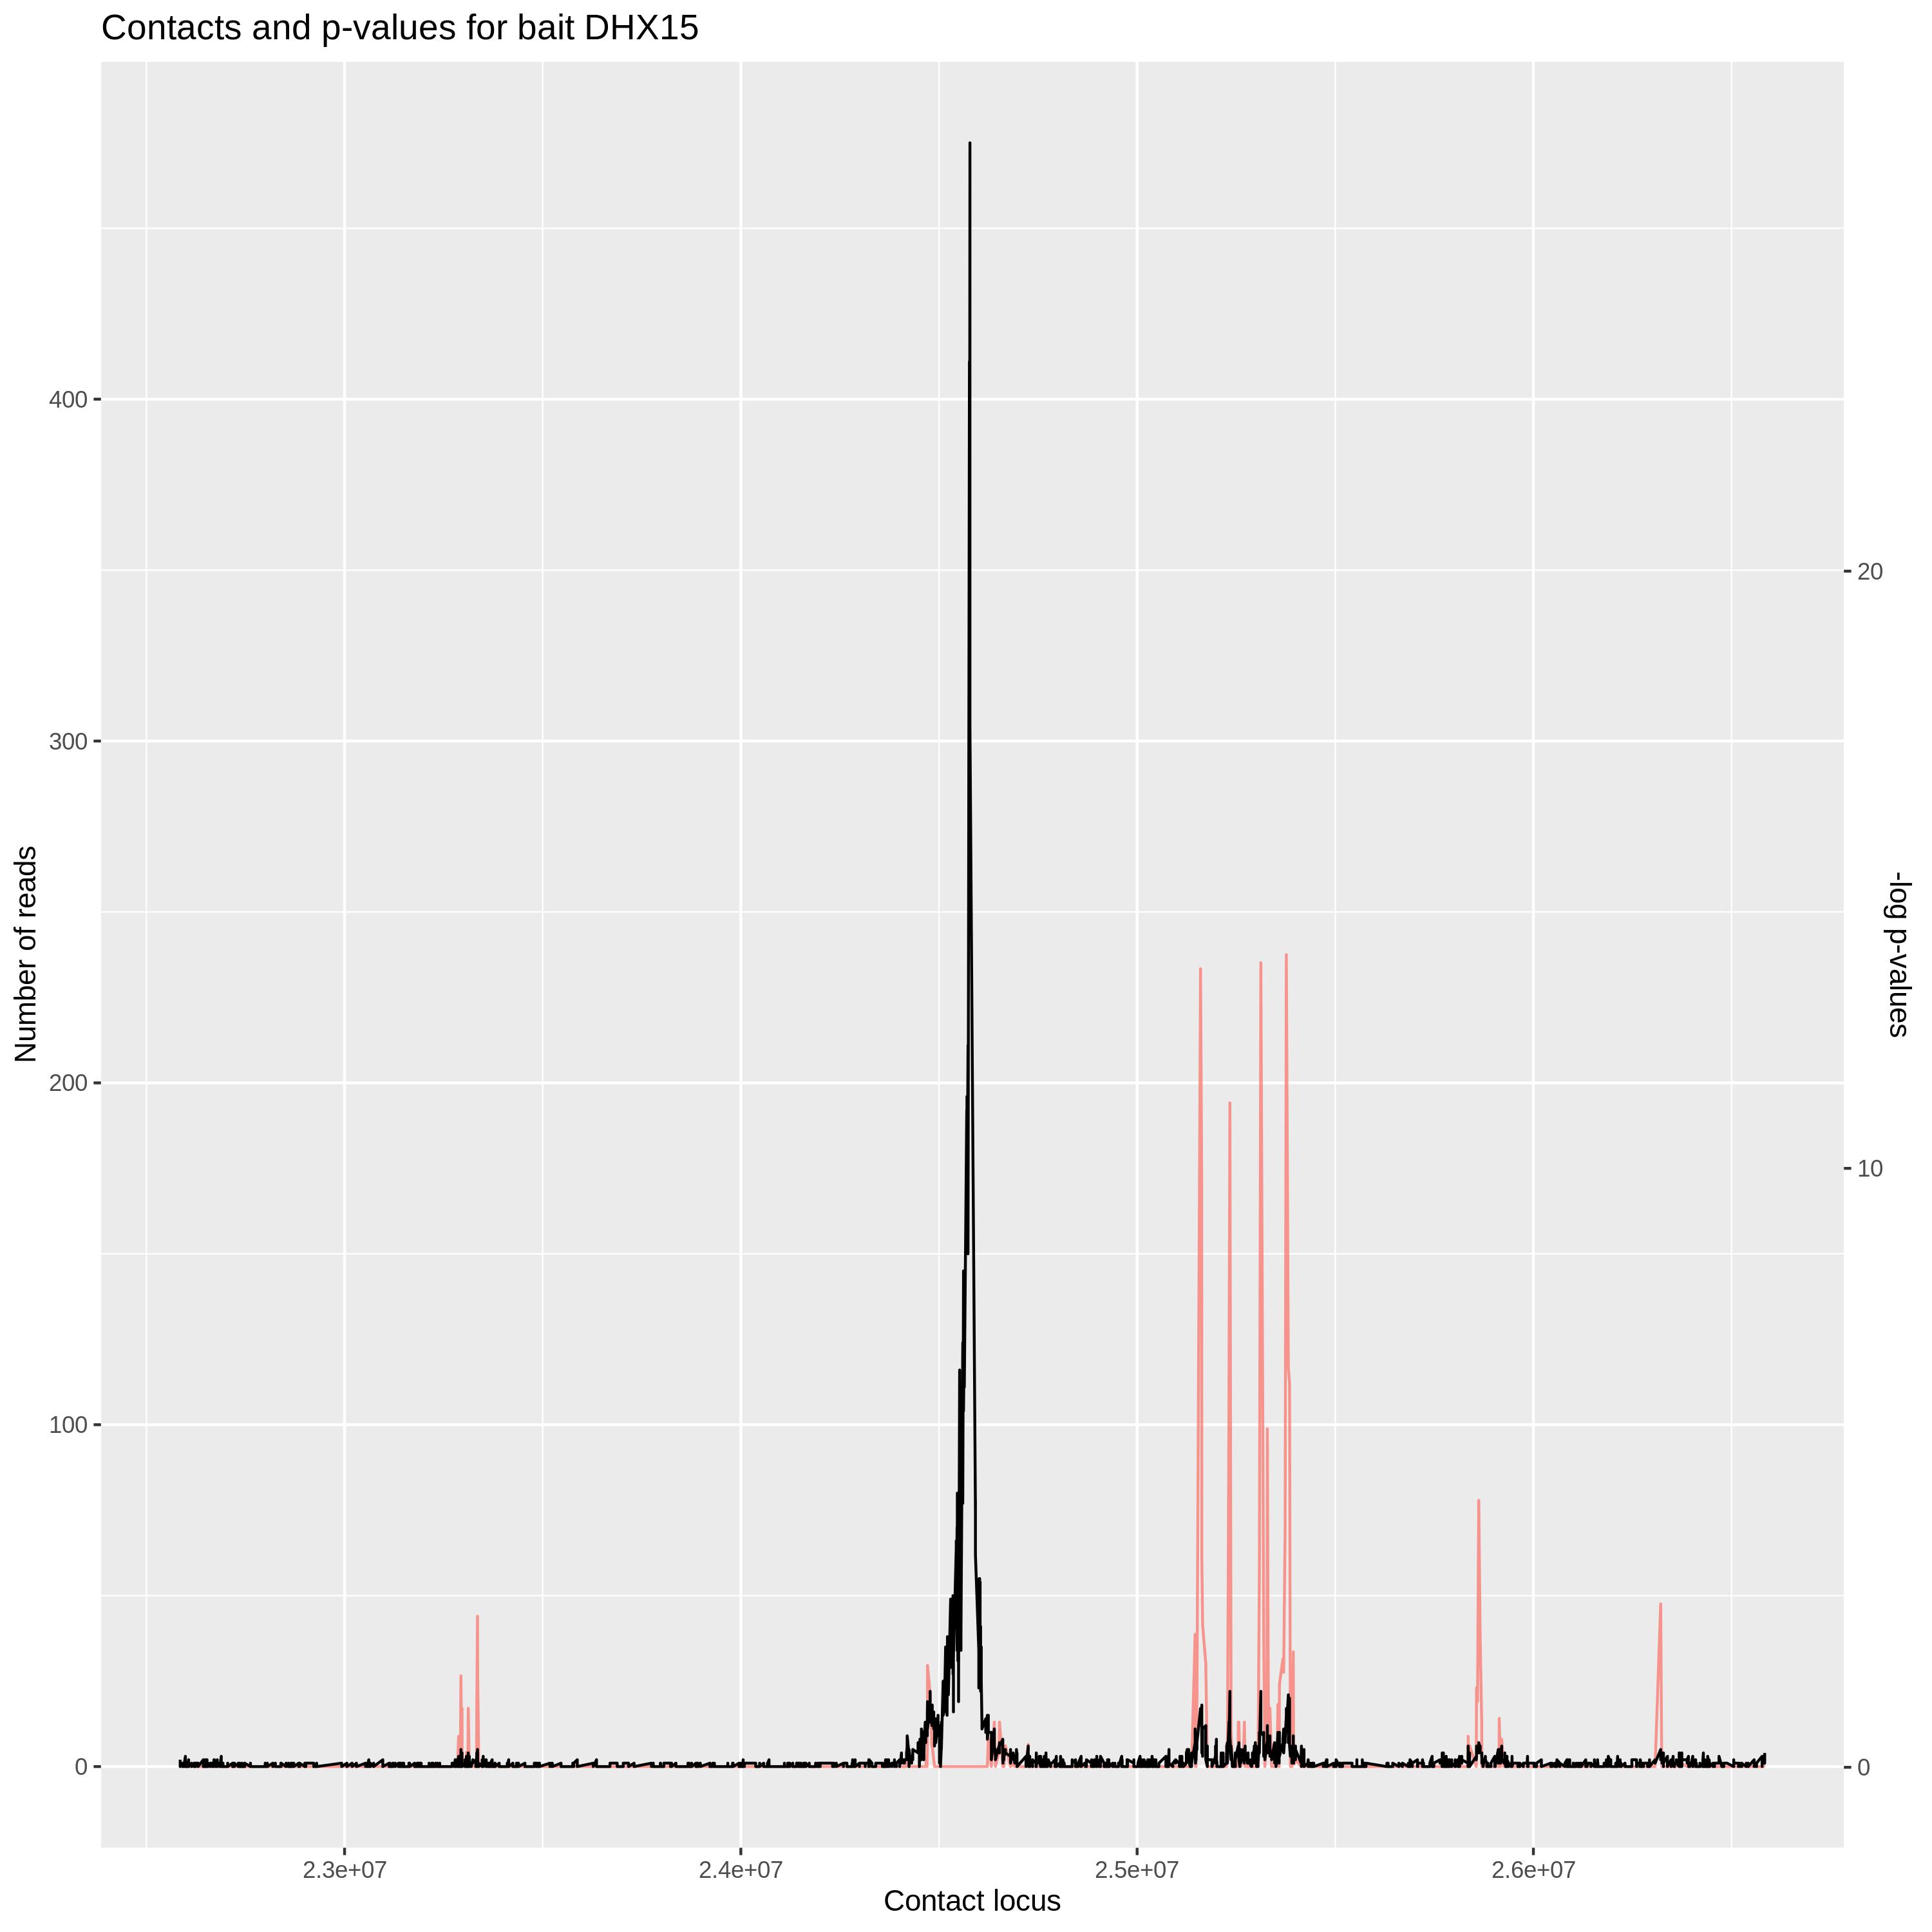 Contacts and p-values for bait DHX15
400
300
200
100
0
Number of reads
20
10
0
-log p-values
2.3e+07
2.4e+07
2.5e+07
2.6e+07
Contact locus